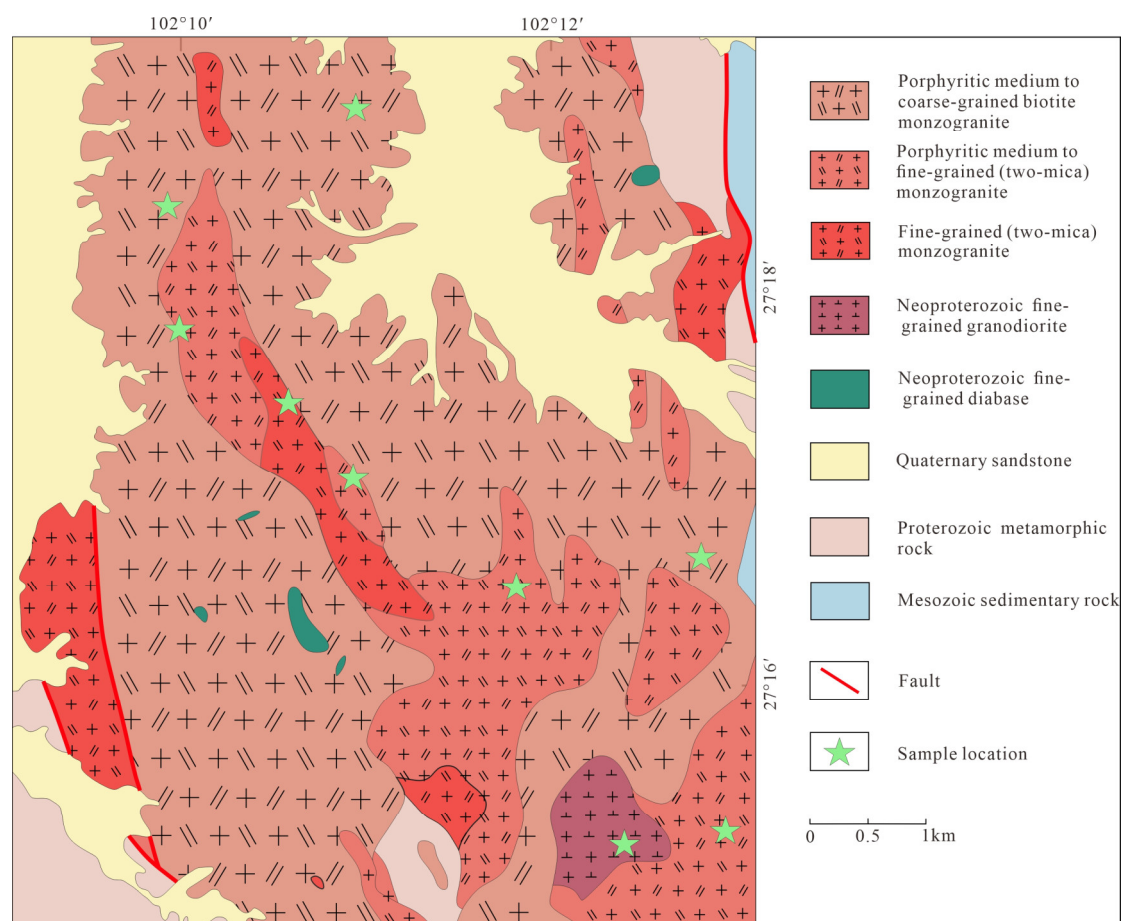 102°10′
102°12′
27°18′
27°16′
Porphyritic medium to
coarse-grained biotite
monzogranite
Porphyritic medium to
fine-grained (two-mica)
monzogranite
Fine-grained (two-mica)
monzogranite
Neoproterozoic fine-
grained granodiorite
Neoproterozoic fine-
grained diabase
Quaternary sandstone
Proterozoic metamorphic
rock
Mesozoic sedimentary rock
Fault
Sample location
0 0.5 1km